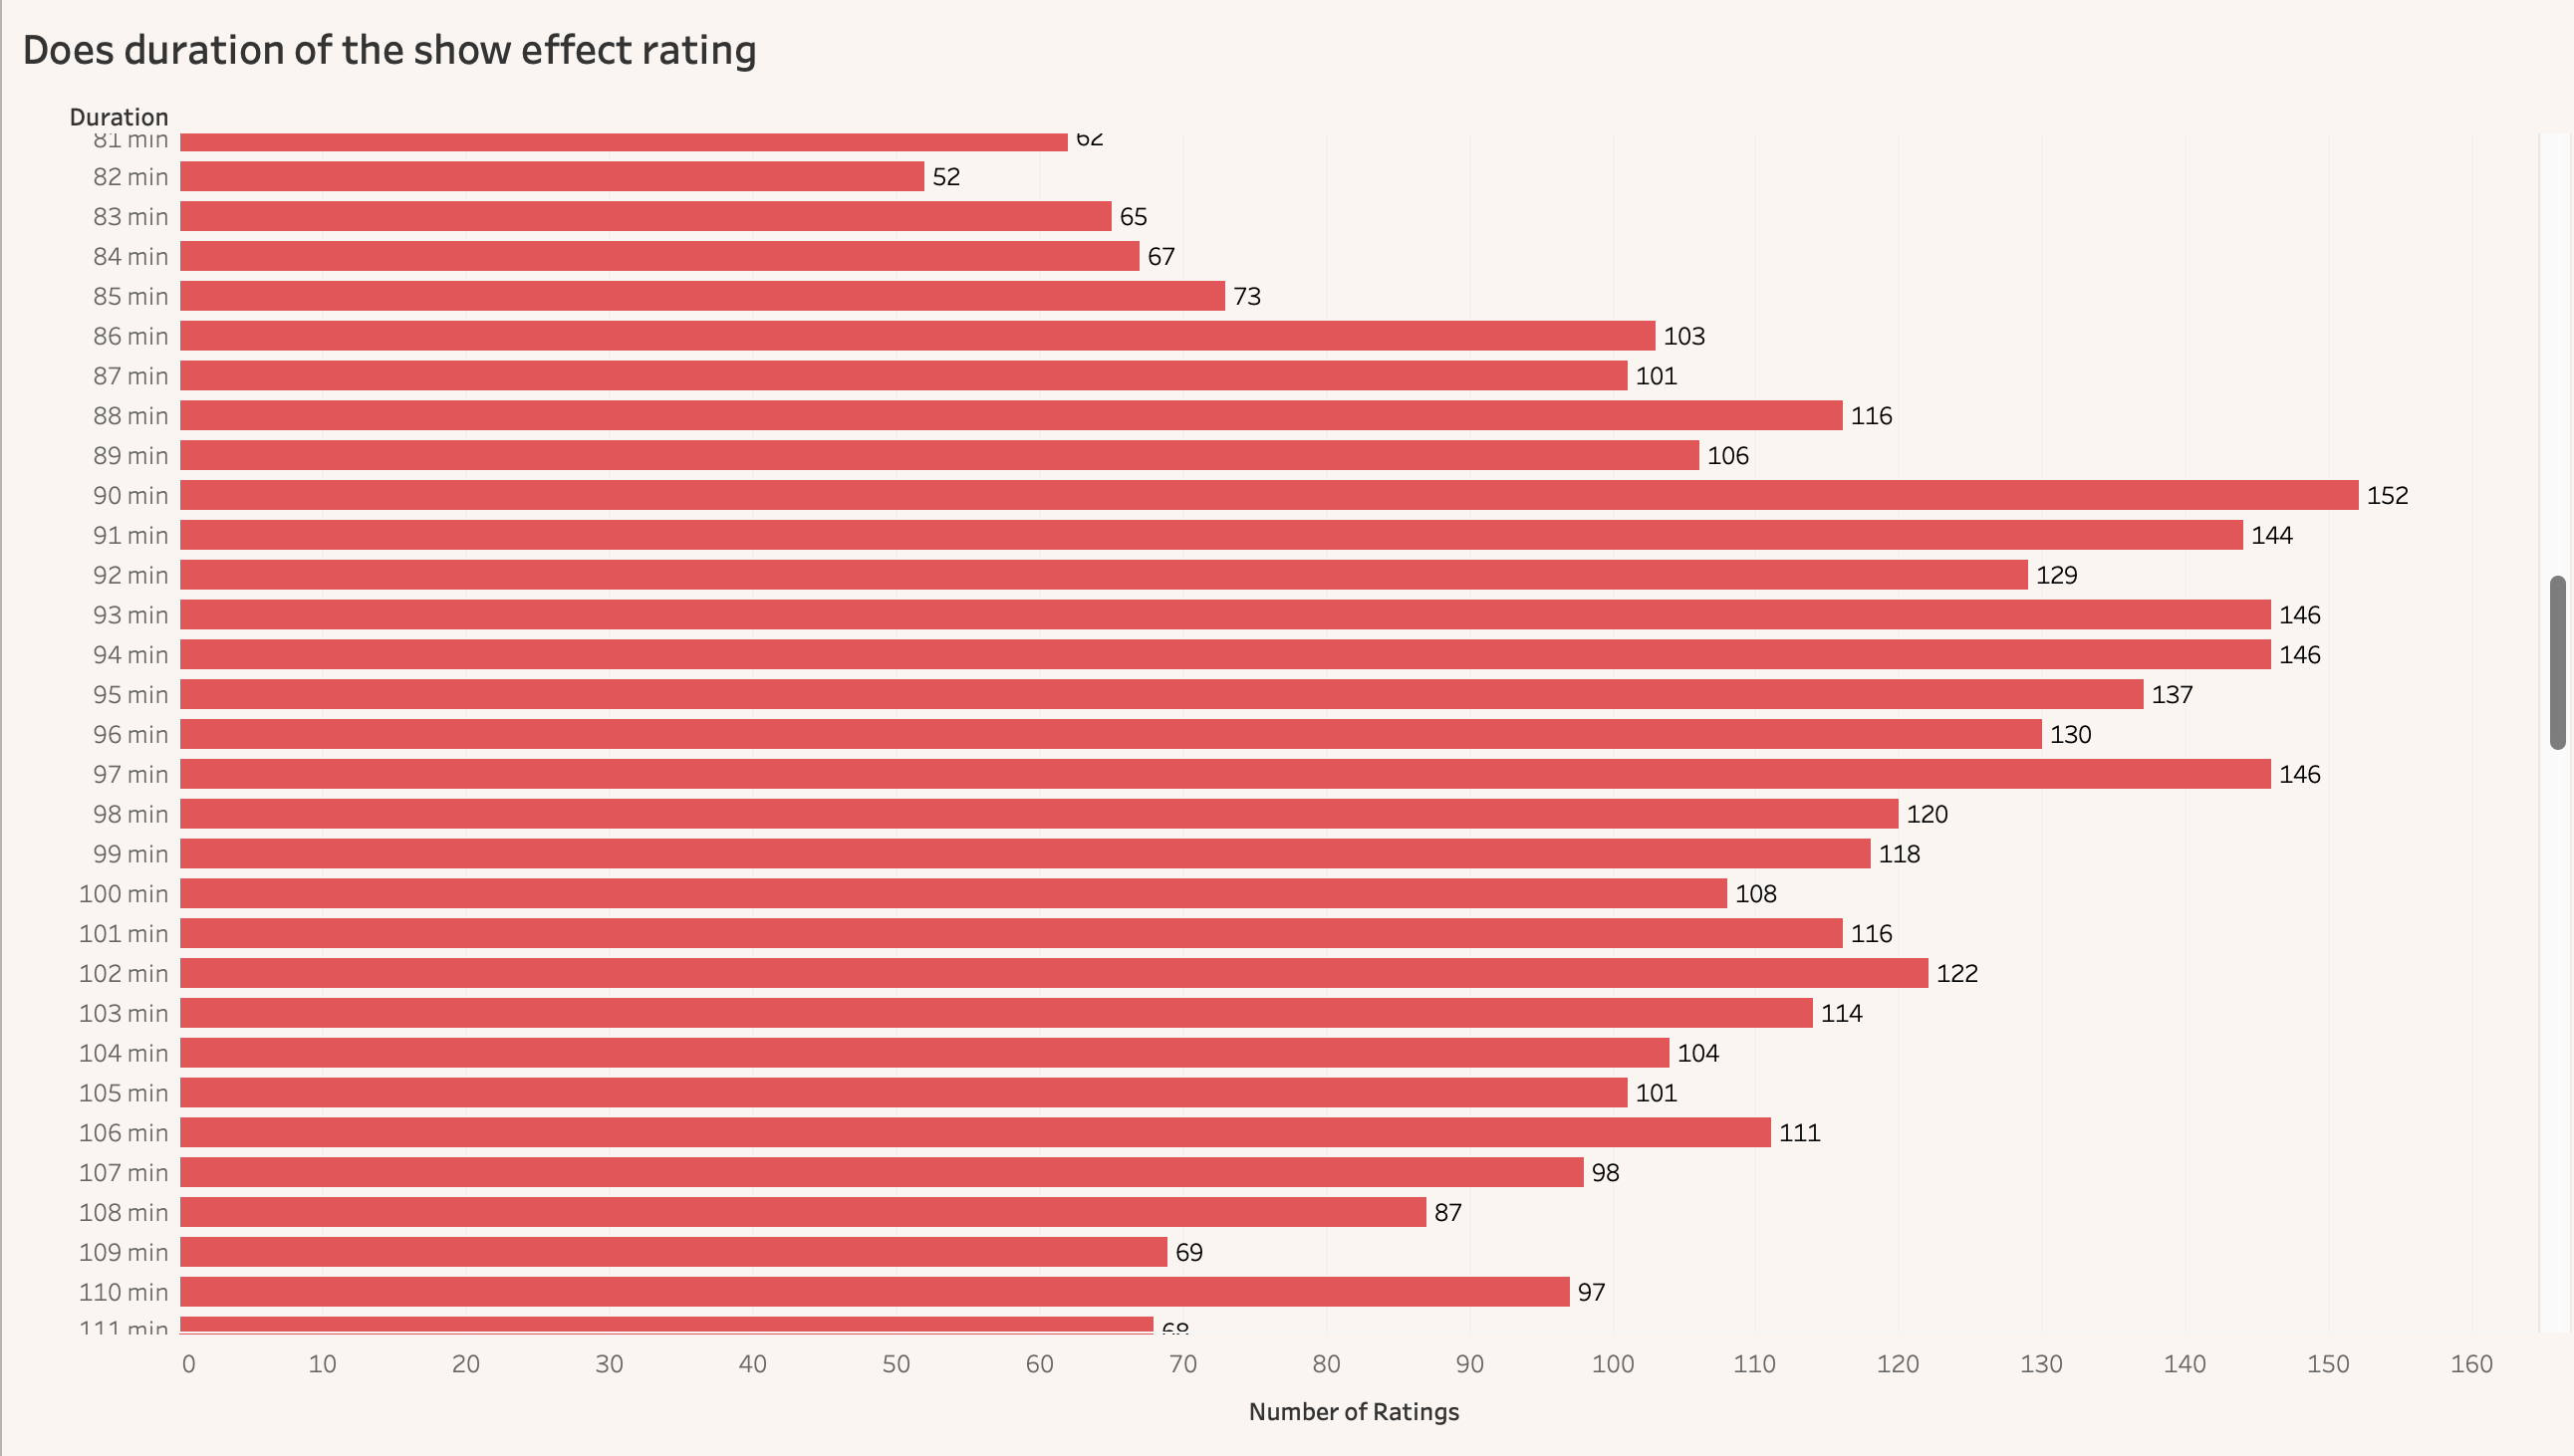 Does duration of the show effect rating
Duration
81 min 62
82 min 52
83 min 65
84 min 67
85 min 73
86 min 103
87 min 101
88 min 116
89 min 106
90 min 152
91 min 144
92 min 129
93 min 146
94 min 146
95 min 137
96 min 130
97 min 146
98 min 120
99 min 118
100 min 108
101 min 116
102 min 122
103 min 114
104 min 104
105 min 101
106 min 111
107 min 98
108 min 87
109 min 69
110 min 97
111 min 68
0 10 20 30 40 50 60 70 80 90 100 110 120 130 140 150 160
Number of Ratings